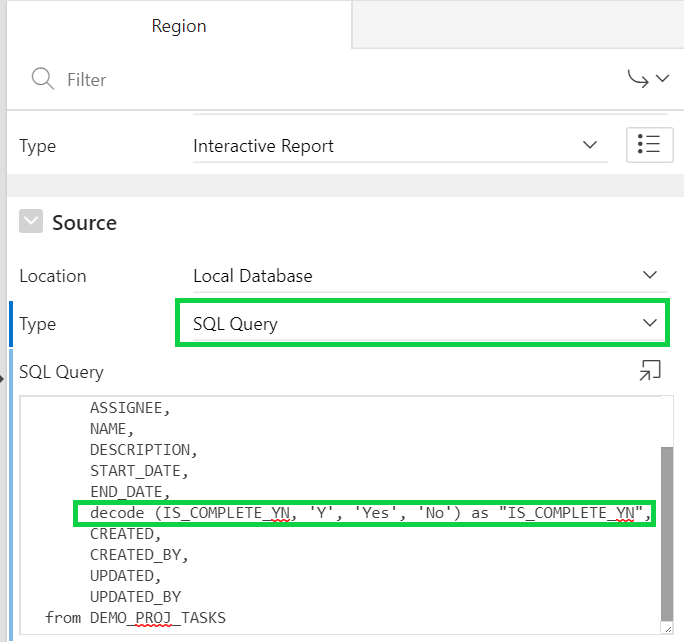 Region
Filter
Type Interactive Report
Source
Location Local Database
Type SQL Query
SQL Query
ASSIGNEE,
NAME,
DESCRIPTION,
START_DATE,
END_DATE,
decode (IS_COMPLETE_YN, 'Y', 'Yes', 'No') as "IS_COMPLETE_YN",
CREATED,
CREATED_BY,
UPDATED,
UPDATED_BY
from DEMO_PROJ_TASKS